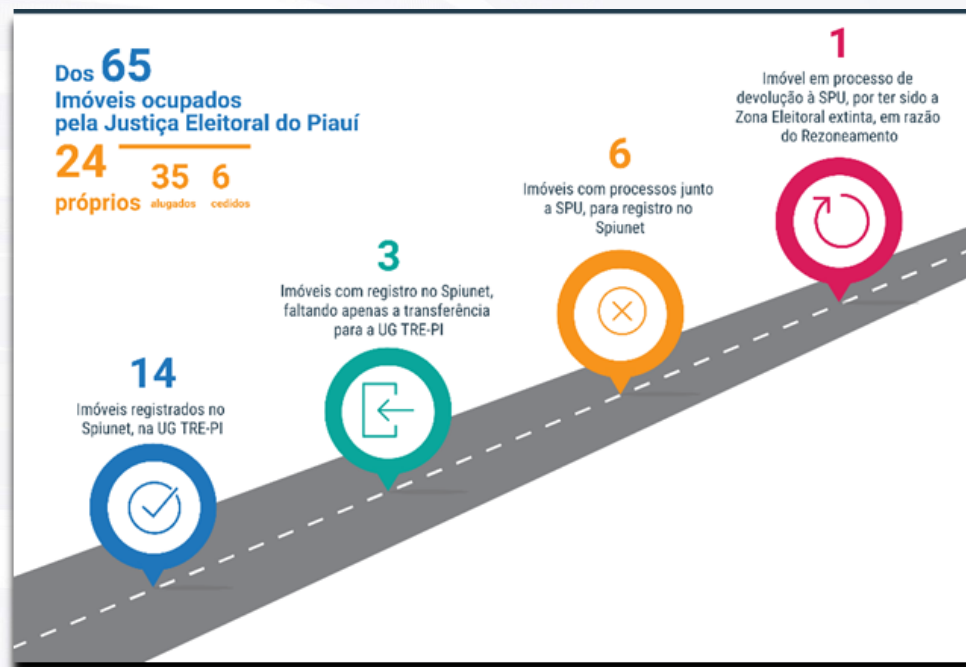 Dos 65
Imóveis ocupados
pela Justiça Eleitoral do Piauí
24
próprios
35
alugados
6
cedidos
1
Imóvel em processo de
devolução à SPU, por ter sido a
Zona Eleitoral extinta, em razão
do Rezoneamento
6
Imóveis com processos junto
a SPU, para registro no
Spiunet
3
Imóveis com registro no Spiunet,
faltando apenas a transferência
para a UG TRE-PI
14
Imóveis registrados no
Spiunet, na UG TRE-PI